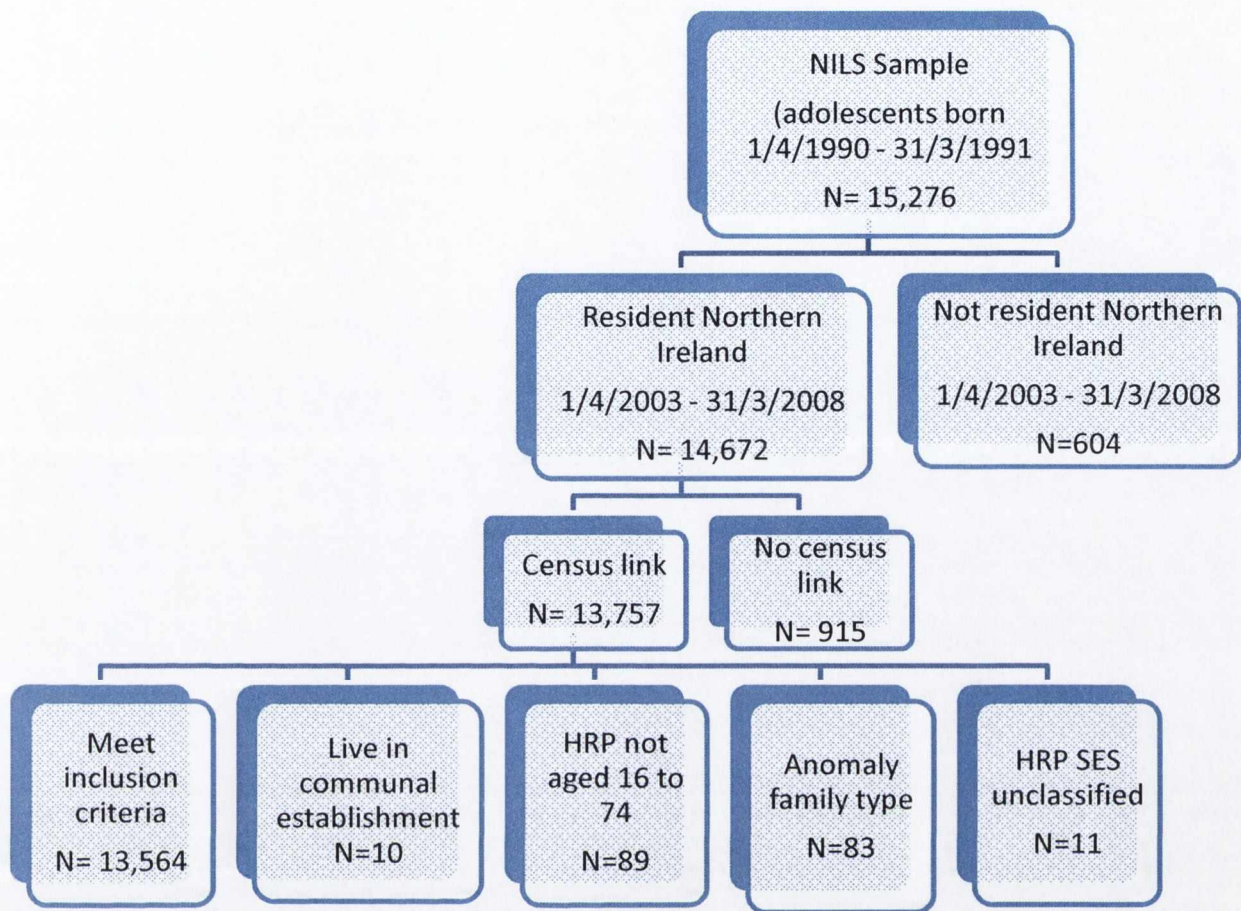 NILS Sample
(adolescents born
1/4/1990 - 31/3/1991
N= 15,276
Resident Northern
Ireland
1/4/2003 - 31/3/2008
N= 14,672
Not resident Northern
Ireland
1/4/2003 - 31/3/2008
N=604
Census link
N= 13,757
No census
link
N= 915
Meet
inclusion
criteria
N= 13,564
Live in
communal
establishment
N=10
HRP not
aged 16 to
74
N=89
Anomaly
family type
N=83
HRP SES
unclassified
N=11